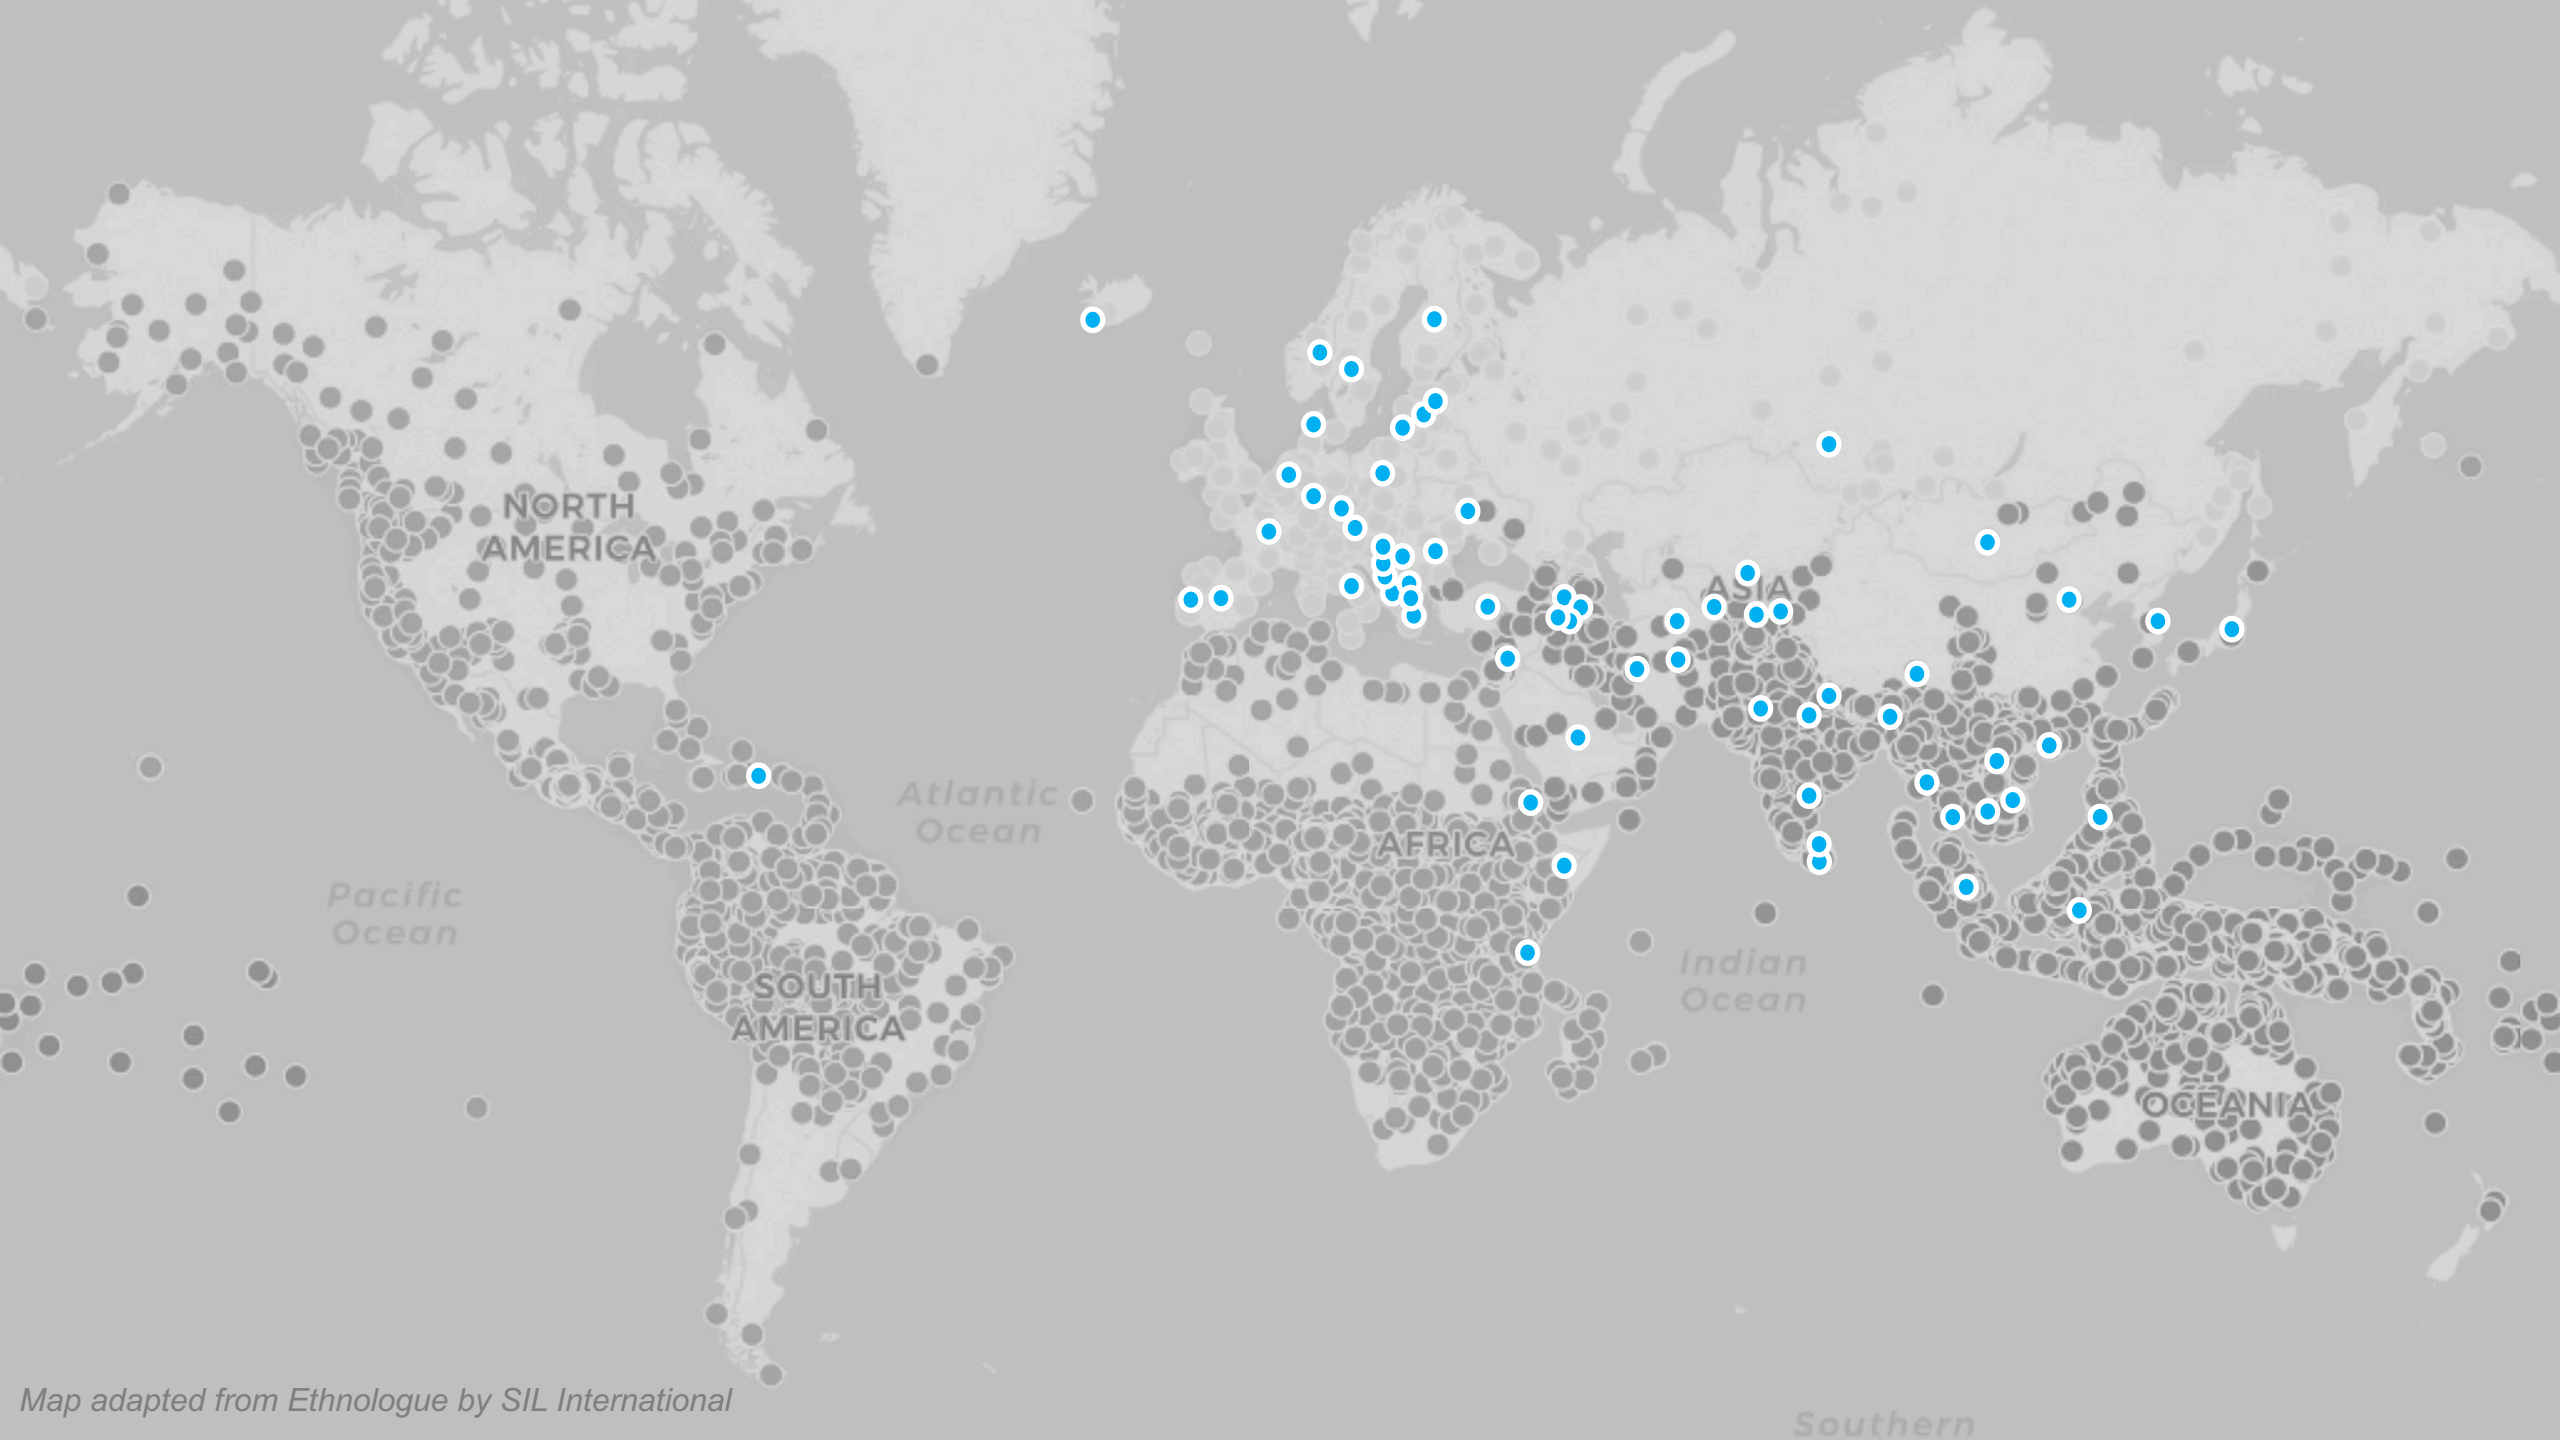 NORTH
AMERICA
ASIA
Atlantic
Ocean
AFRICA
Pacific
Ocean
Indian
Ocean
SOUTH
AMERICA
OCEANIA
Map adapted from Ethnologue by SIL International
Southern